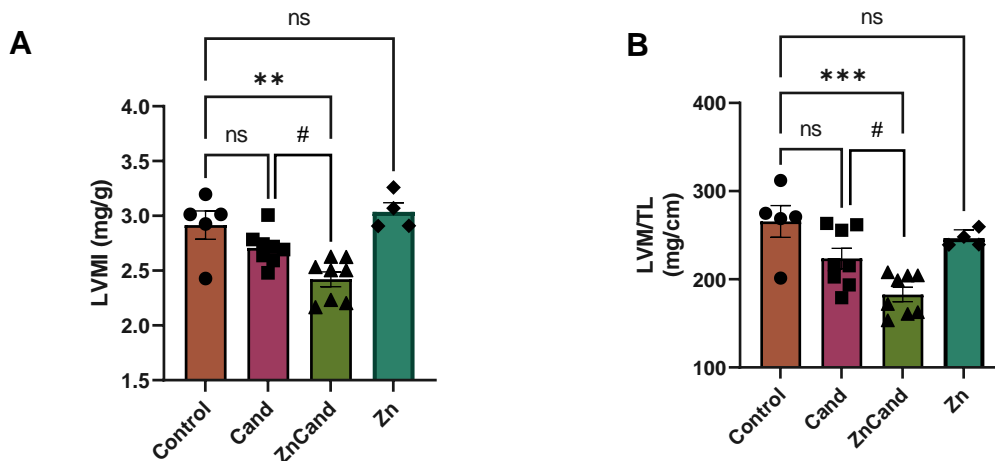 A
ns
**
ns
#
LVMI (mg/g)
4.0
3.5
3.0
2.5
2.0
1.5
Control
Cand
ZnCand
Zn
B
ns
***
ns
#
LVM/TL
(mg/cm)
400
300
200
100
Control
Cand
ZnCand
Zn